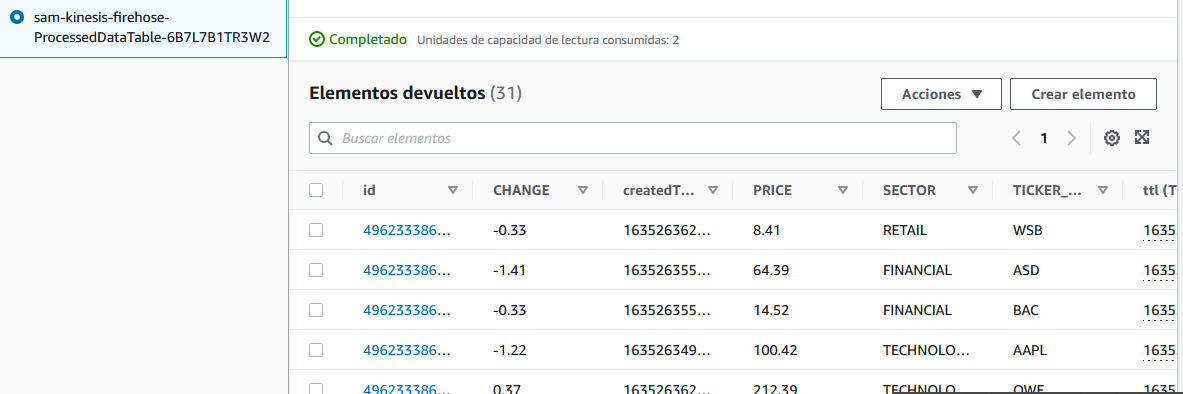 sam-kinesis-firehose-
ProcessedDataTable-6B7L7B1TR3W2
Completado Unidades de capacidad de lectura consumidas: 2
Elementos devueltos (31) Acciones Crear elemento
Buscar elementos 1
id CHANGE createdT... PRICE SECTOR TICKER_... ttl (T
496233386... -0.33 163526362... 8.41 RETAIL WSB 1635
496233386... -1.41 163526355... 64.39 FINANCIAL ASD 1635
496233386... -0.33 163526355... 14.52 FINANCIAL BAC 1635
496233386... -1.22 163526349... 100.42 TECHNOLO... AAPL 1635
496233386... 0.37 163526362... 212.39 TECHNOLO... 1635